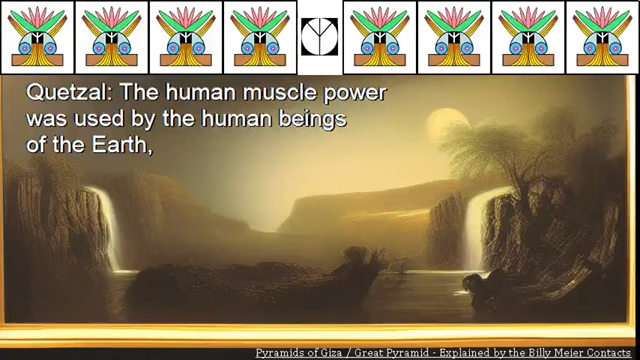 Quetzal: The human muscle power
was used by the human beings
of the Earth,
Pyramids of Giza / Great Pyramid - Explained by the Billy Meier Contacts